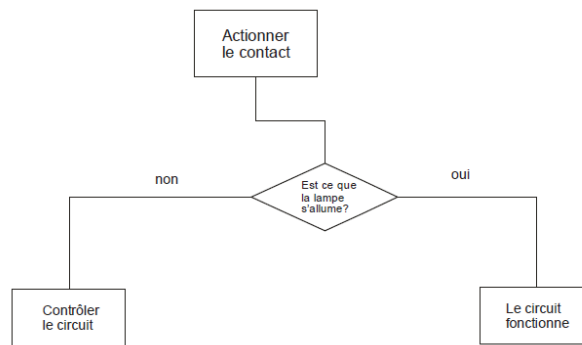 Actionner
le contact
non
Est ce que
la lampe
s'allume?
oui
Contrôler
le circuit
Le circuit
fonctionne